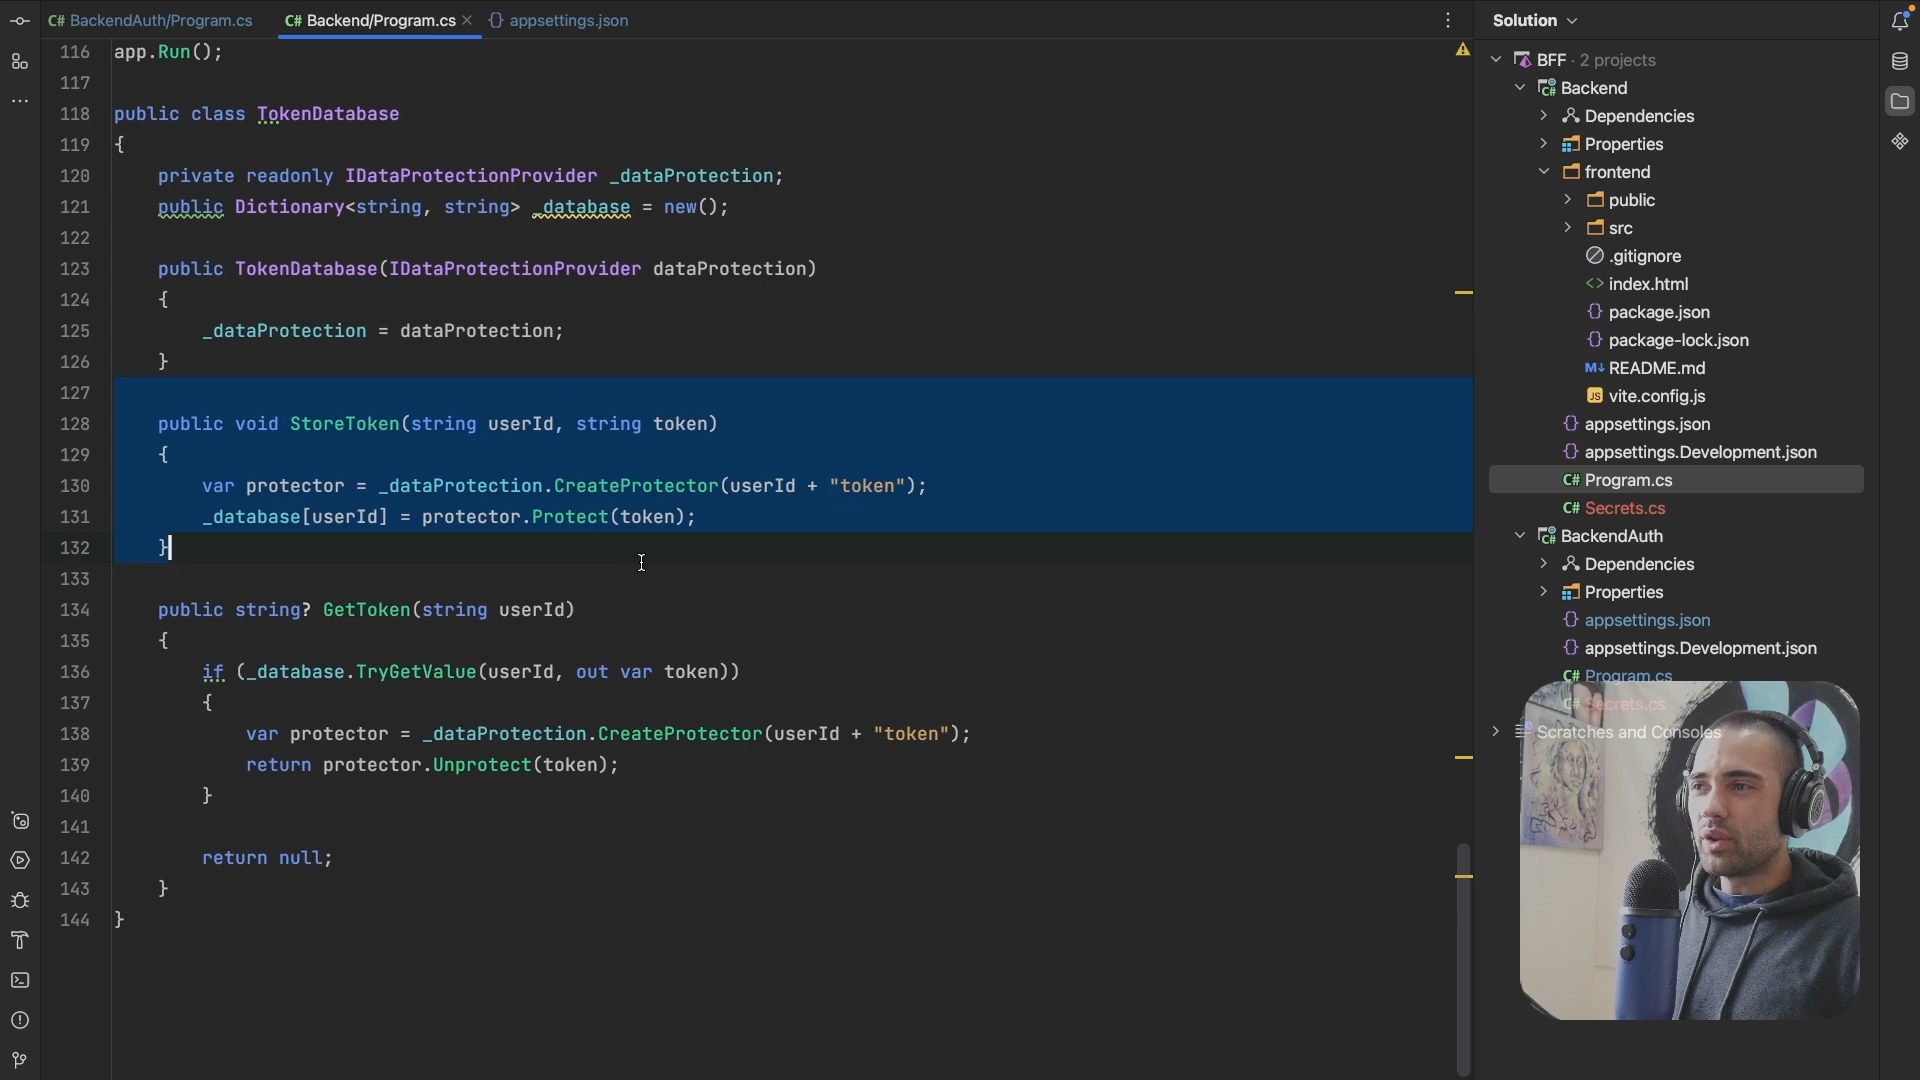 C# BackendAuth/Program.cs
C# Backend/Program.cs
{} appsettings.json
Solution
116 app.Run();
117
118 public class TokenDatabase
119 {
120 private readonly IDataProtectionProvider _dataProtection;
121 public Dictionary<string, string> _database = new();
122
123 public TokenDatabase(IDataProtectionProvider dataProtection)
124 {
125 _dataProtection = dataProtection;
126 }
127
128 public void StoreToken(string userId, string token)
129 {
130 var protector = _dataProtection.CreateProtector(userId + "token");
131 _database[userId] = protector.Protect(token);
132 }
133
134 public string? GetToken(string userId)
135 {
136 if (_database.TryGetValue(userId, out var token))
137 {
138 var protector = _dataProtection.CreateProtector(userId + "token");
139 return protector.Unprotect(token);
140 }
141
142 return null;
143 }
144 }
BFF · 2 projects
C# Backend
Dependencies
Properties
frontend
public
src
.gitignore
<> index.html
{} package.json
{} package-lock.json
M↓ README.md
JS vite.config.js
{} appsettings.json
{} appsettings.Development.json
C# Program.cs
C# Secrets.cs
C# BackendAuth
Dependencies
Properties
{} appsettings.json
{} appsettings.Development.json
C# Program.cs
C# Secrets.cs
Scratches and Consoles